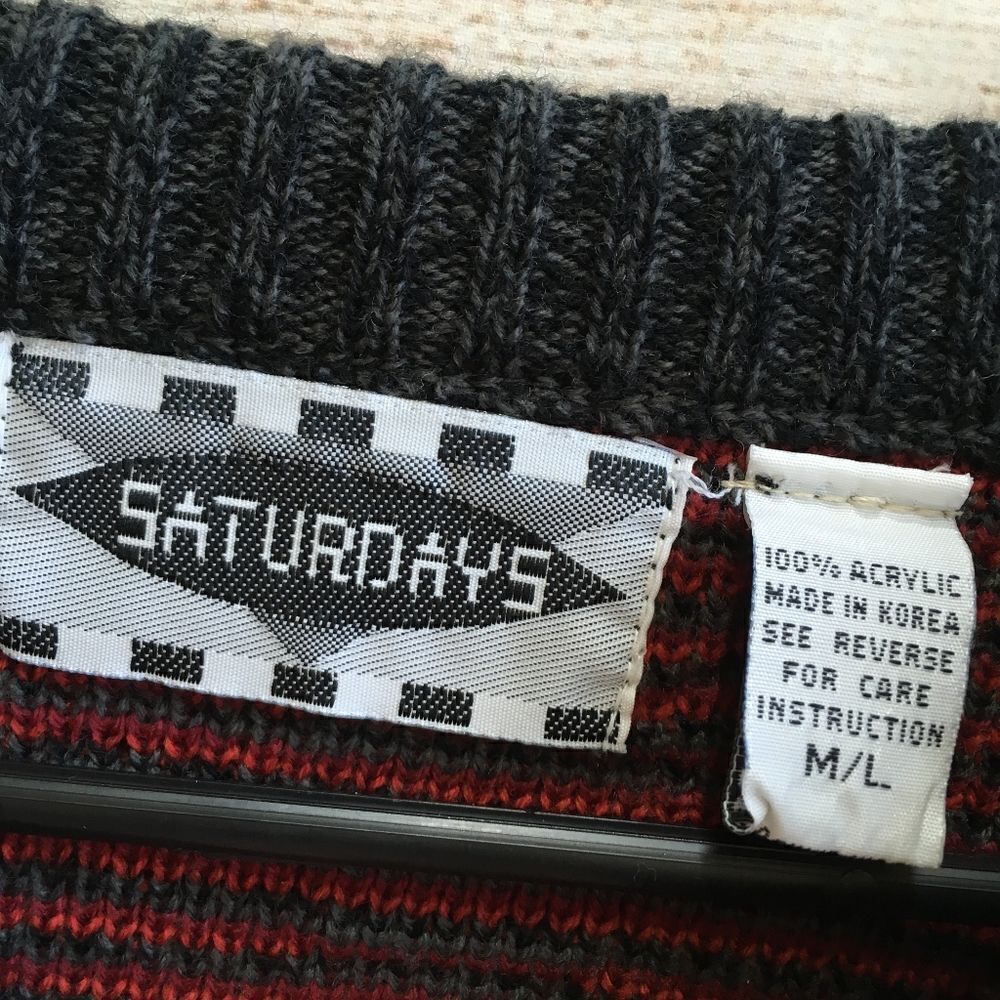 SATURDAYS
100% ACRYLIC
MADE IN KOREA
SEE REVERSE
FOR CARE
INSTRUCTION
M/L